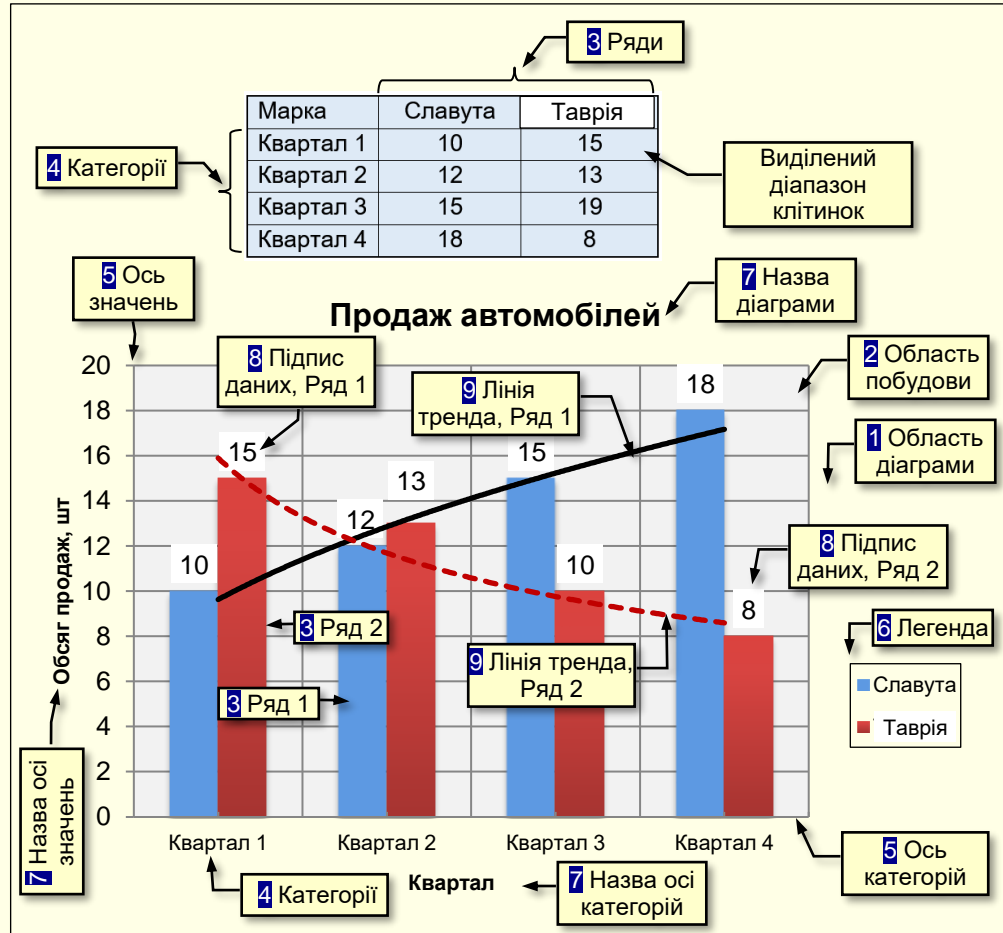 3 Ряди
Марка Славута Таврія
Квартал 1 10 15
Квартал 2 12 13
Квартал 3 15 19
Квартал 4 18 8
4 Категорії
Виділений
діапазон
клітинок
5 Ось
значень
7 Назва
діаграми
Продаж автомобілей
8 Підпис
даних, Ряд 1
9 Лінія
тренда, Ряд 1
2 Область
побудови
1 Область
діаграми
8 Підпис
даних, Ряд 2
6 Легенда
Славута
Таврія
20
18
16
14
12
10
8
6
4
2
0
Обсяг продаж, шт
7 Назва осі
значень
10
15
12
13
15
10
18
8
3 Ряд 2
3 Ряд 1
9 Лінія тренда,
Ряд 2
Квартал 1 Квартал 2 Квартал 3 Квартал 4
4 Категорії
Квартал
7 Назва осі
категорій
5 Ось
категорій